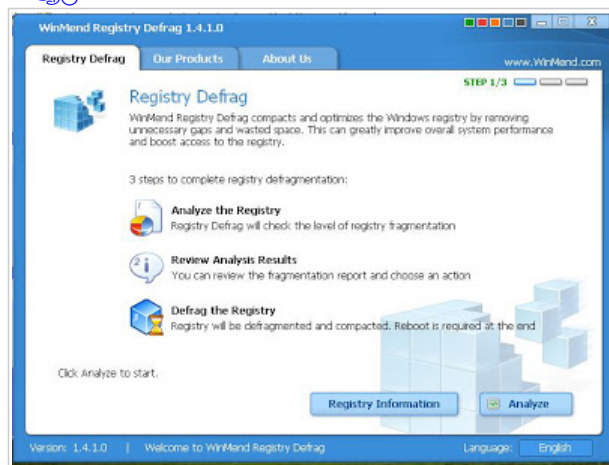 WinMend Registry Defrag 1.4.1.0
Registry Defrag
Our Products
About Us
www.WinMend.com
STEP 1/3
Registry Defrag
WinMend Registry Defrag compacts and optimizes the Windows registry by removing
unnecessary gaps and wasted space. This can greatly improve overall system performance
and boost access to the registry.
3 steps to complete registry defragmentation:
Analyze the Registry
Registry Defrag will check the level of registry fragmentation
Review Analysis Results
You can review the fragmentation report and choose an action
Defrag the Registry
Registry will be defragmented and compacted. Reboot is required at the end
Click Analyze to start.
Registry Information
Analyze
Version: 1.4.1.0 | Welcome to WinMend Registry Defrag
Language: English